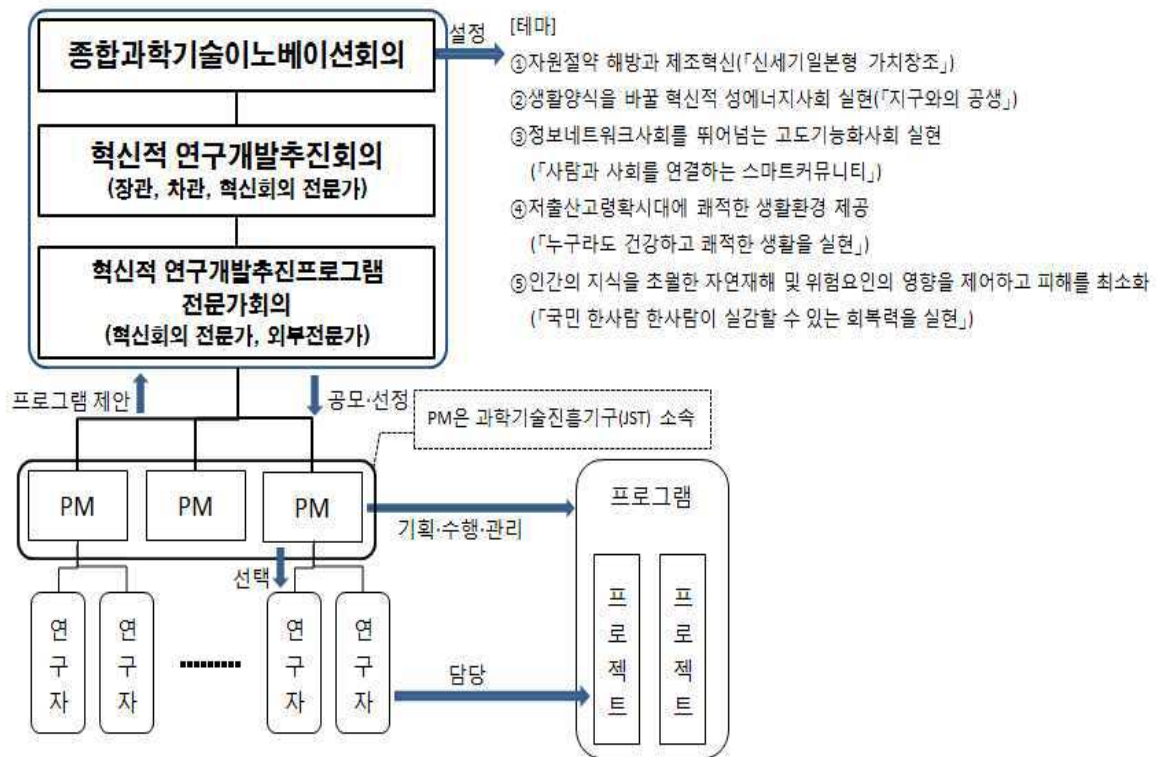 종합과학기술이노베이션회의
설정
[테마]
①자원절약 해방과 제조혁신(「신세기일본형 가치창조」)
②생활양식을 바꿀 혁신적 성에너지사회 실현(「지구와의 공생」)
③정보네트워크사회를 뛰어넘는 고도기능화사회 실현
(「사람과 사회를 연결하는 스마트커뮤니티」)
④저출산고령확시대에 쾌적한 생활환경 제공
(「누구라도 건강하고 쾌적한 생활을 실현」)
⑤인간의 지식을 초월한 자연재해 및 위험요인의 영향을 제어하고 피해를 최소화
(「국민 한사람 한사람이 실감할 수 있는 회복력을 실현」)
혁신적 연구개발추진회의
(장관, 차관, 혁신회의 전문가)
혁신적 연구개발추진프로그램
전문가회의
(혁신회의 전문가, 외부전문가)
프로그램 제안
공모·선정
PM은 과학기술진흥기구(JST) 소속
PM
PM
PM
기획·수행·관리
프로그램
선택
연구자
연구자
연구자
연구자
담당
프로젝트
프로젝트